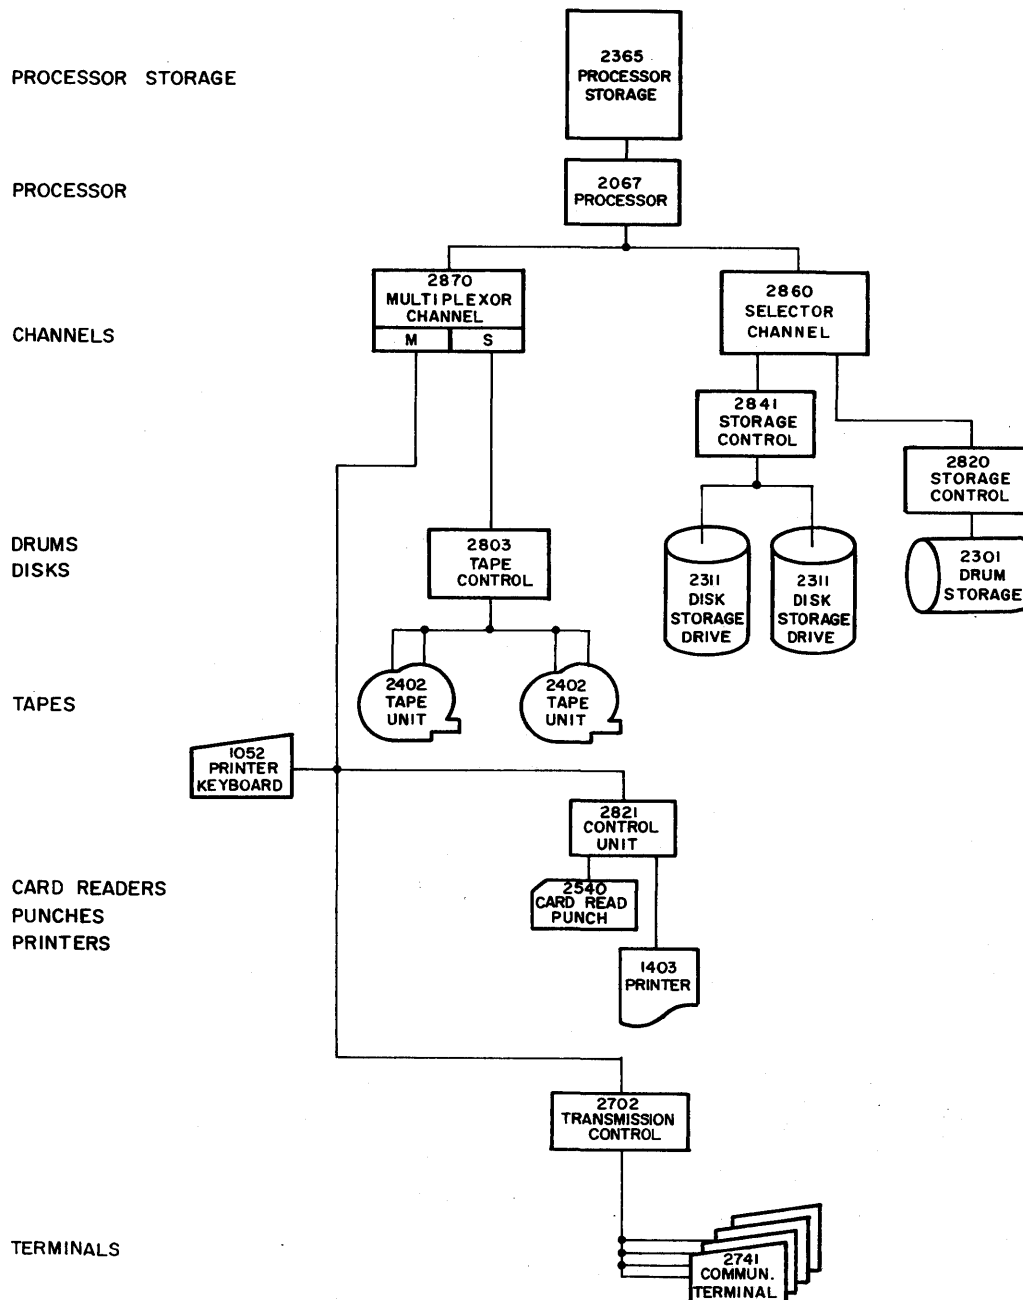 PROCESSOR STORAGE
2365
PROCESSOR
STORAGE
PROCESSOR
2067
PROCESSOR
CHANNELS
2870
MULTIPLEXOR
CHANNEL
M
S
2860
SELECTOR
CHANNEL
2841
STORAGE
CONTROL
2820
STORAGE
CONTROL
DRUMS
DISKS
2803
TAPE
CONTROL
2311
DISK
STORAGE
DRIVE
2311
DISK
STORAGE
DRIVE
2301
DRUM
STORAGE
TAPES
2402
TAPE
UNIT
2402
TAPE
UNIT
1052
PRINTER
KEYBOARD
2821
CONTROL
UNIT
CARD READERS
PUNCHES
PRINTERS
2540
CARD READ
PUNCH
1403
PRINTER
2702
TRANSMISSION
CONTROL
TERMINALS
2741
COMMUN.
TERMINAL